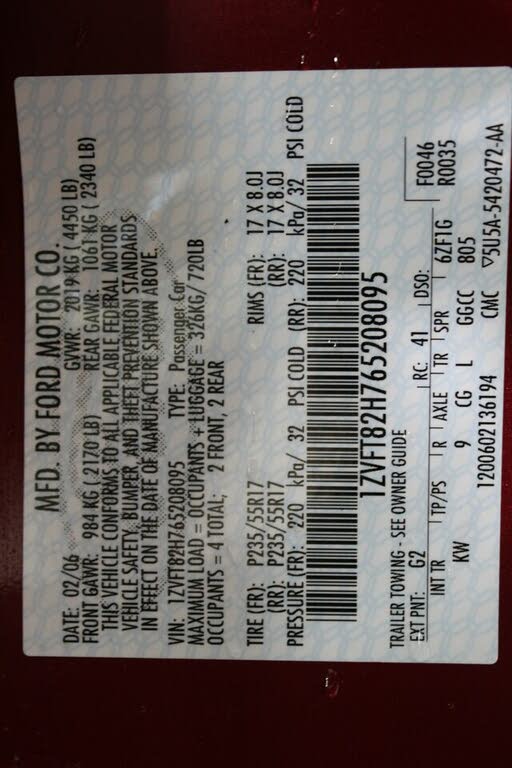 MFD. BY FORD MOTOR CO.
DATE: 02/06 GVWR: 2019 KG ( 4450 LB)
FRONT GAWR: 984 KG ( 2170 LB) REAR GAWR: 1061 KG ( 2340 LB)
THIS VEHICLE CONFORMS TO ALL APPLICABLE FEDERAL MOTOR
VEHICLE SAFETY, BUMPER, AND THEFT PREVENTION STANDARDS
IN EFFECT ON THE DATE OF MANUFACTURE SHOWN ABOVE.
VIN: 1ZVFT82H765208095 TYPE: Passenger Car
MAXIMUM LOAD = OCCUPANTS + LUGGAGE = 326KG/720LB
OCCUPANTS = 4 TOTAL; 2 FRONT, 2 REAR
TIRE (FR): P235/55R17 RIMS (FR): 17 X 8.0J
(RR): P235/55R17 (RR): 17 X 8.0J
PRESSURE (FR): 220 kPa/ 32 PSI COLD (RR): 220 kPa/ 32 PSI COLD
1ZVFT82H765208095
TRAILER TOWING - SEE OWNER GUIDE F0046
EXT PNT: G2 RC: 41 DSO: R0035
INT TR TP/PS R AXLE TR SPR 6ZF1G
KW 9 CG L GGCC 805
1200602136194 CMC ▽5U5A-5420472-AA